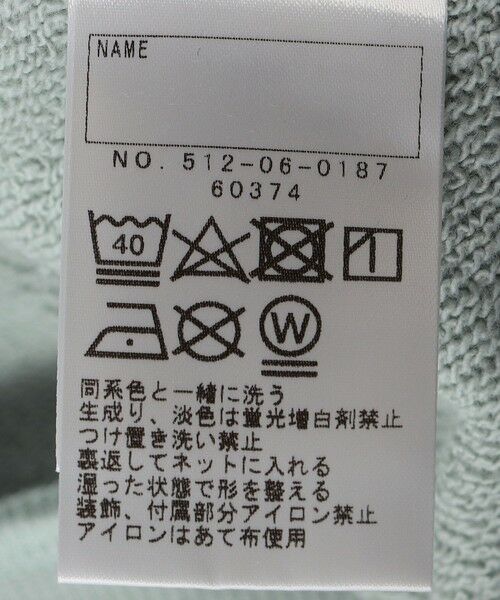 NAME
NO. 512-06-0187
60374
40
W
同系色と一緒に洗う
生成り、淡色は蛍光増白剤禁止
つけ置き洗い禁止
裏返してネットに入れる
湿った状態で形を整える
装飾、付属部分アイロン禁止
アイロンはあて布使用